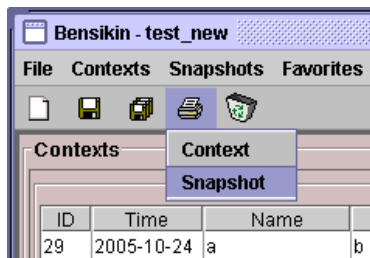 Bensikin - test_new
File Contexts Snapshots Favorites
Contexts
Context
Snapshot
ID Time Name
29 2005-10-24 a b